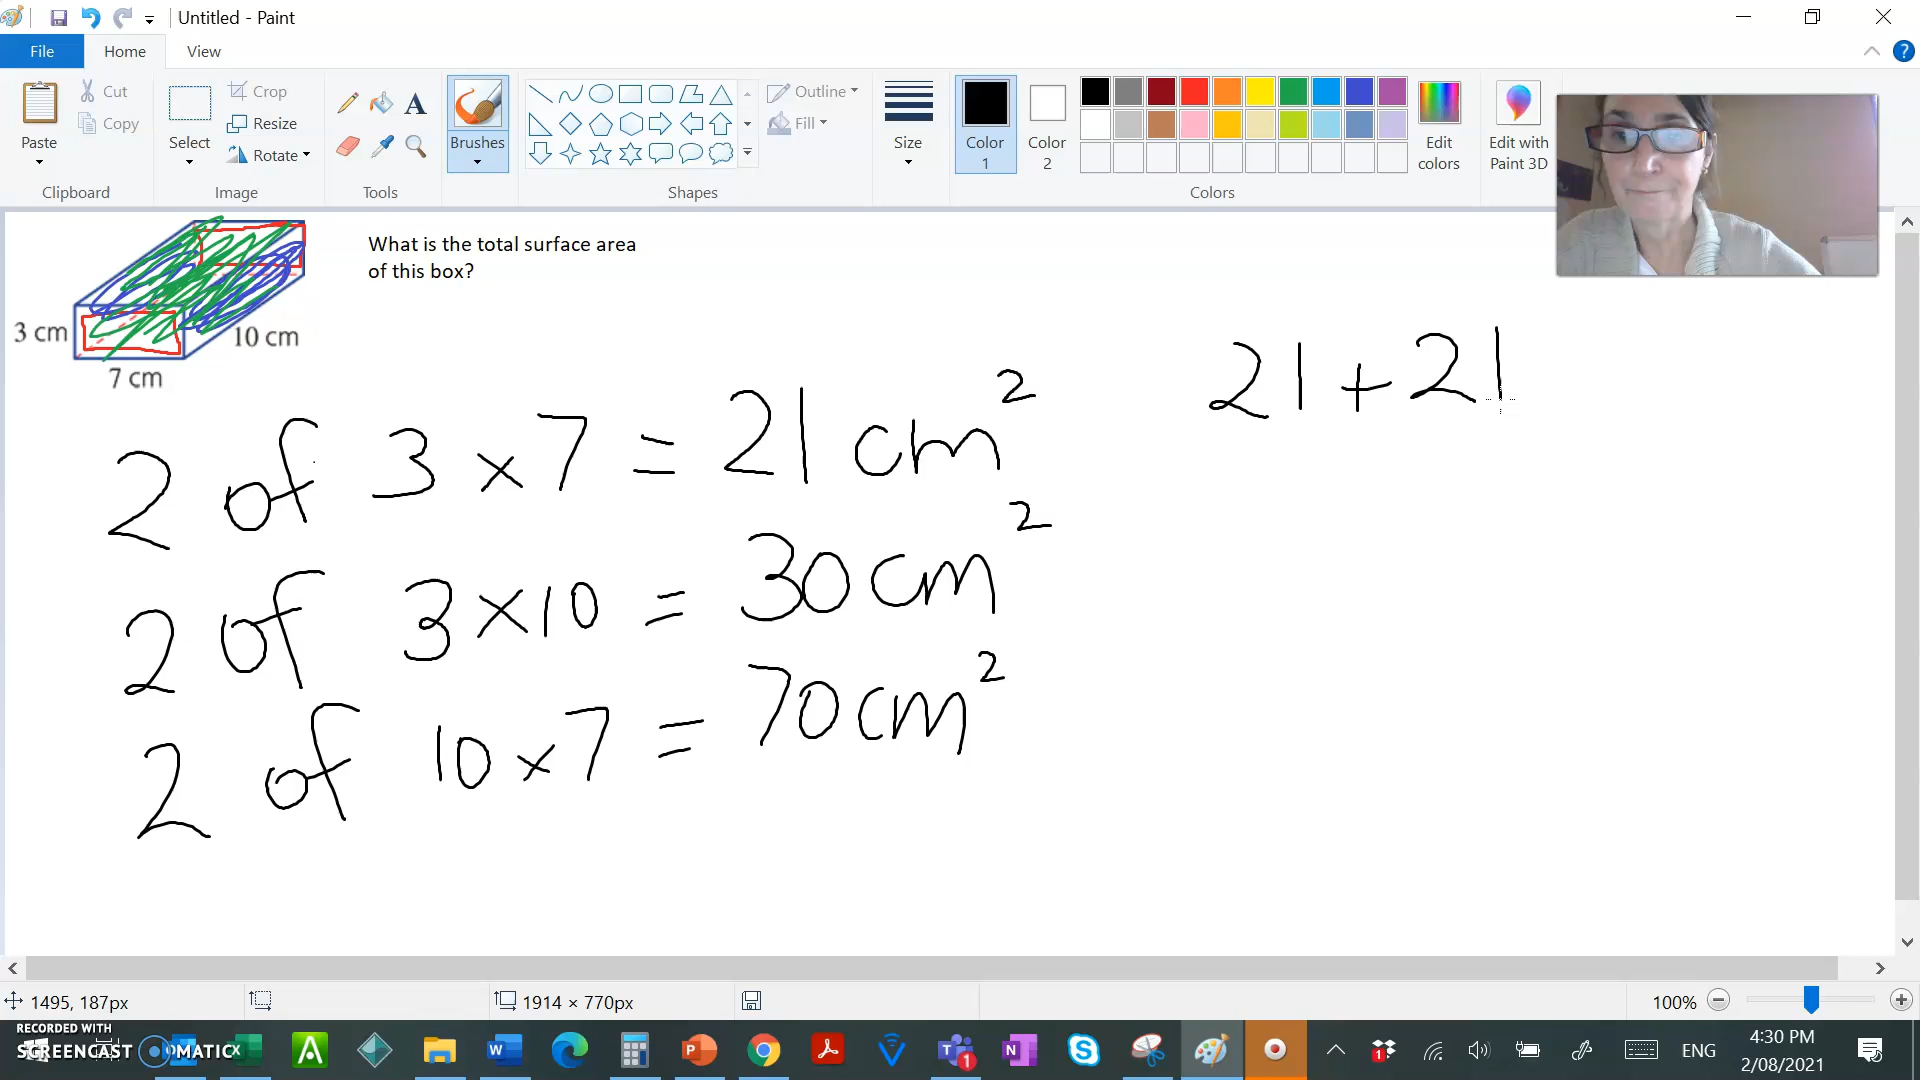 Untitled - Paint
File Home View
Paste
Cut
Copy
Clipboard
Select
Crop
Resize
Rotate
Image
A
Tools
Brushes
Outline
Fill
Shapes
Size
Color 1
Color 2
Edit colors
Colors
Edit with Paint 3D
What is the total surface area
of this box?
3 cm
10 cm
7 cm
2 of 3 × 7 = 21 cm²
21 + 21
2 of 3 × 10 = 30 cm²
2 of 10 × 7 = 70 cm²
1495, 187px
1914 × 770px
100%
RECORDED WITH
SCREENCAST MATIC
ENG
4:30 PM
2/08/2021